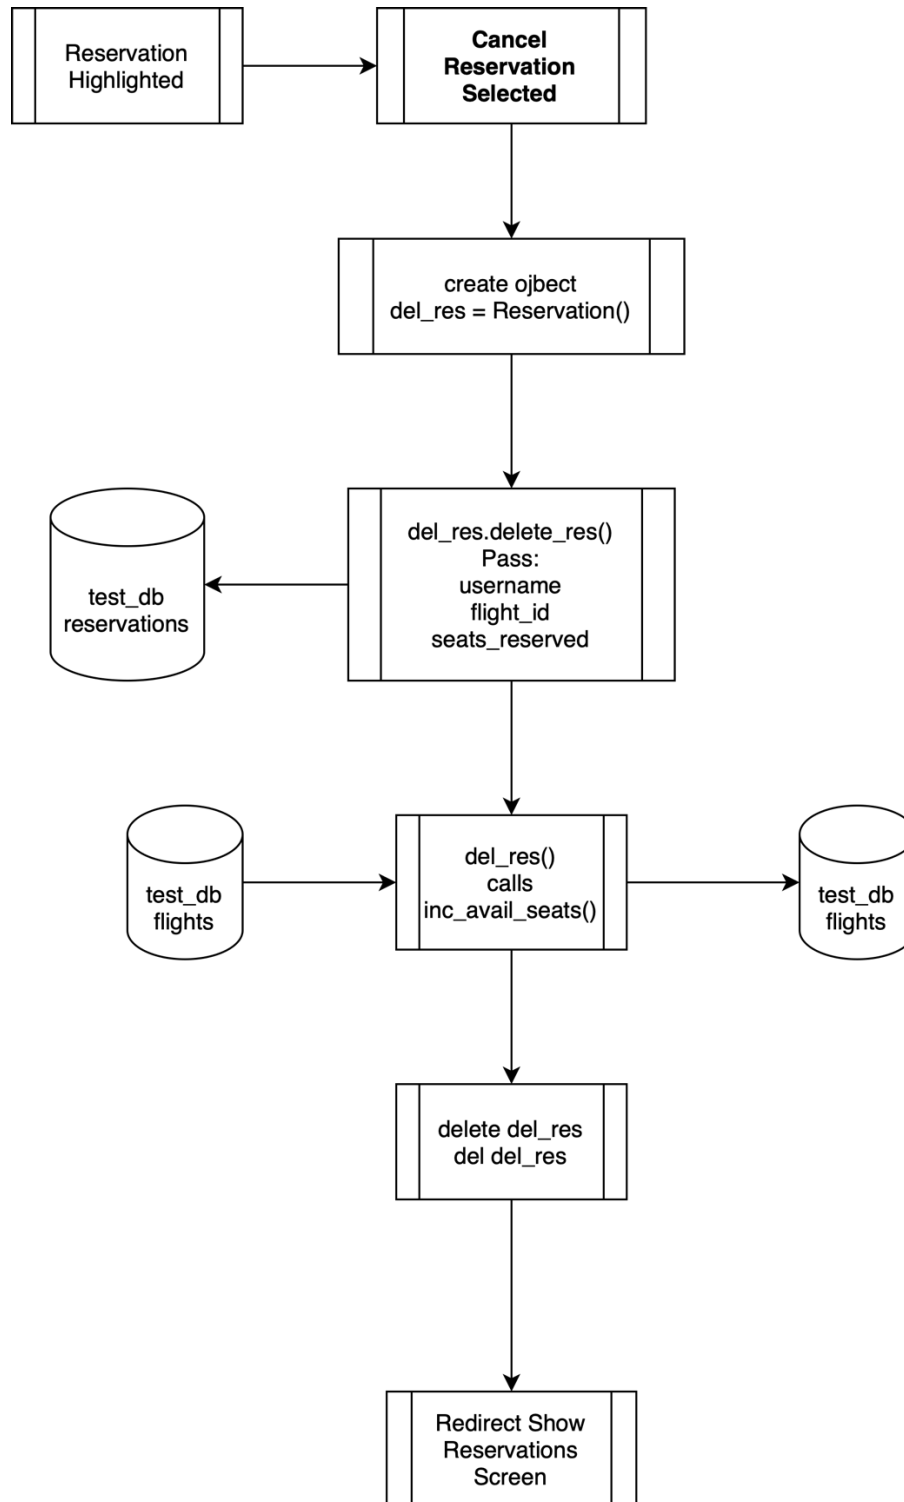 Reservation
Highlighted
Cancel
Reservation
Selected
create ojbect
del_res = Reservation()
del_res.delete_res()
Pass:
username
flight_id
seats_reserved
test_db
reservations
test_db
flights
del_res()
calls
inc_avail_seats()
test_db
flights
delete del_res
del del_res
Redirect Show
Reservations
Screen